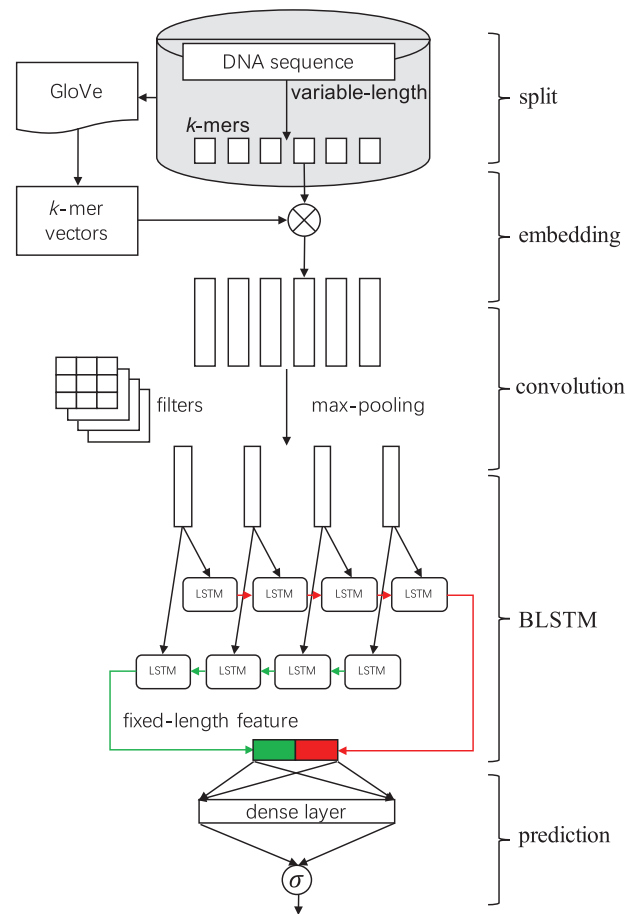 DNA sequence
GloVe
variable-length
split
k-mers
k-mer
vectors
embedding
filters
max-pooling
convolution
LSTM
LSTM
LSTM
LSTM
BLSTM
LSTM
LSTM
LSTM
LSTM
fixed-length feature
dense layer
prediction
σ